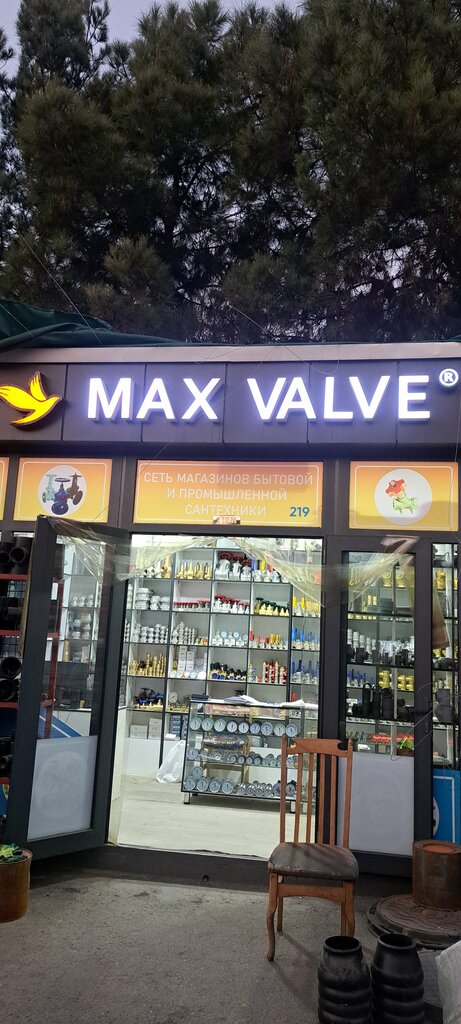 MAX VALVE®
СЕТЬ МАГАЗИНОВ БЫТОВОЙ
И ПРОМЫШЛЕННОЙ
САНТЕХНИКИ 219